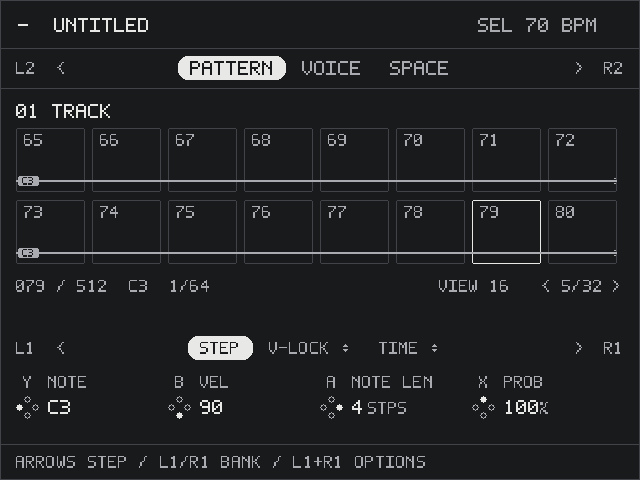 – UNTITLED SEL 70 BPM
L2 < PATTERN VOICE SPACE > R2
01 TRACK
65 66 67 68 69 70 71 72
C3
73 74 75 76 77 78 79 80
C3
079 / 512 C3 1/64 VIEW 16 < 5/32 >
L1 < STEP V-LOCK TIME > R1
Y NOTE B VEL A NOTE LEN X PROB
C3 90 4 STPS 100%
ARROWS STEP / L1/R1 BANK / L1+R1 OPTIONS